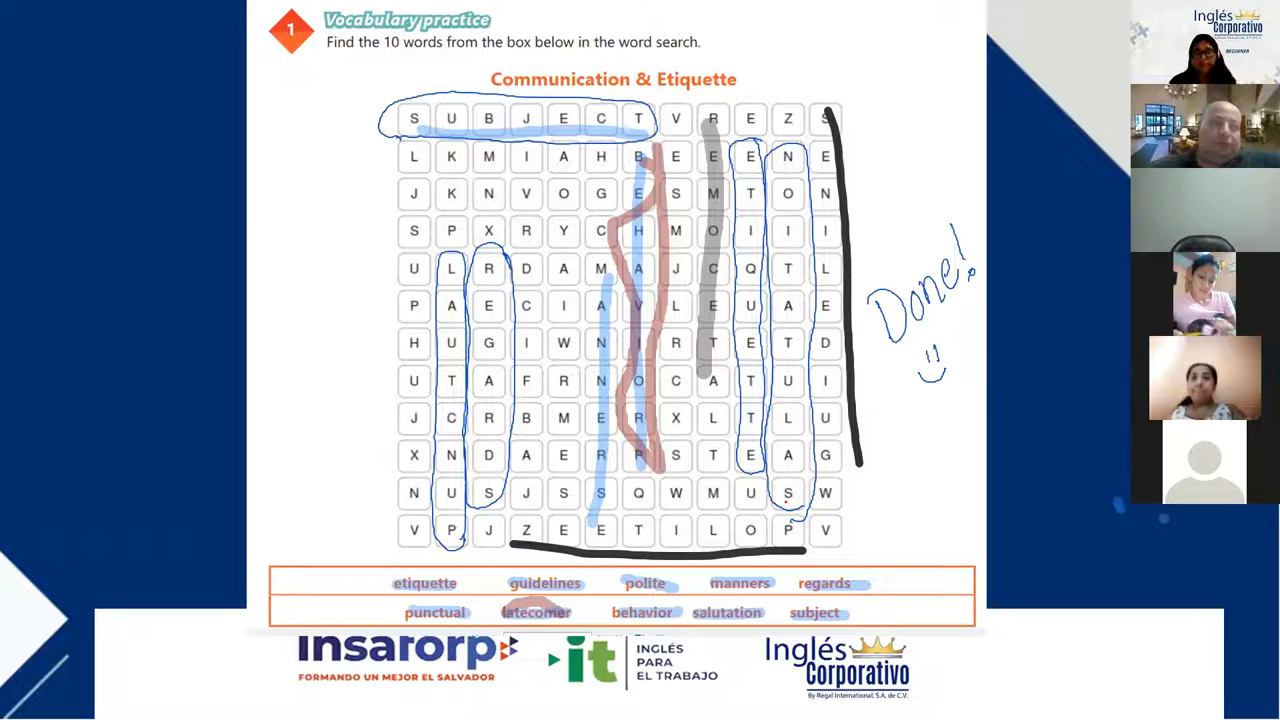 1 Vocabulary practice
Find the 10 words from the box below in the word search.
Communication & Etiquette
S U B J E C T V R E Z S
L K M I A H B E E E N E
J K N V O G E S M T O N
S P X R Y C H M O I I I
U L R D A M A J C Q T L
P A E C I A V L E U A E
H U G I W N I R T E T D
U T A F R N O C A T U I
J C R B M E R X L T L U
X N D A E R R S T E A G
N U S J S S Q W M U S W
V P J Z E E T I L O P V
Done!
etiquette guidelines polite manners regards
punctual latecomer behavior salutation subject
Insaforp
FORMANDO UN MEJOR EL SALVADOR
it INGLÉS PARA EL TRABAJO
Inglés Corporativo
By Regal International, S.A. de C.V.
Inglés Corporativo
BEGINNER